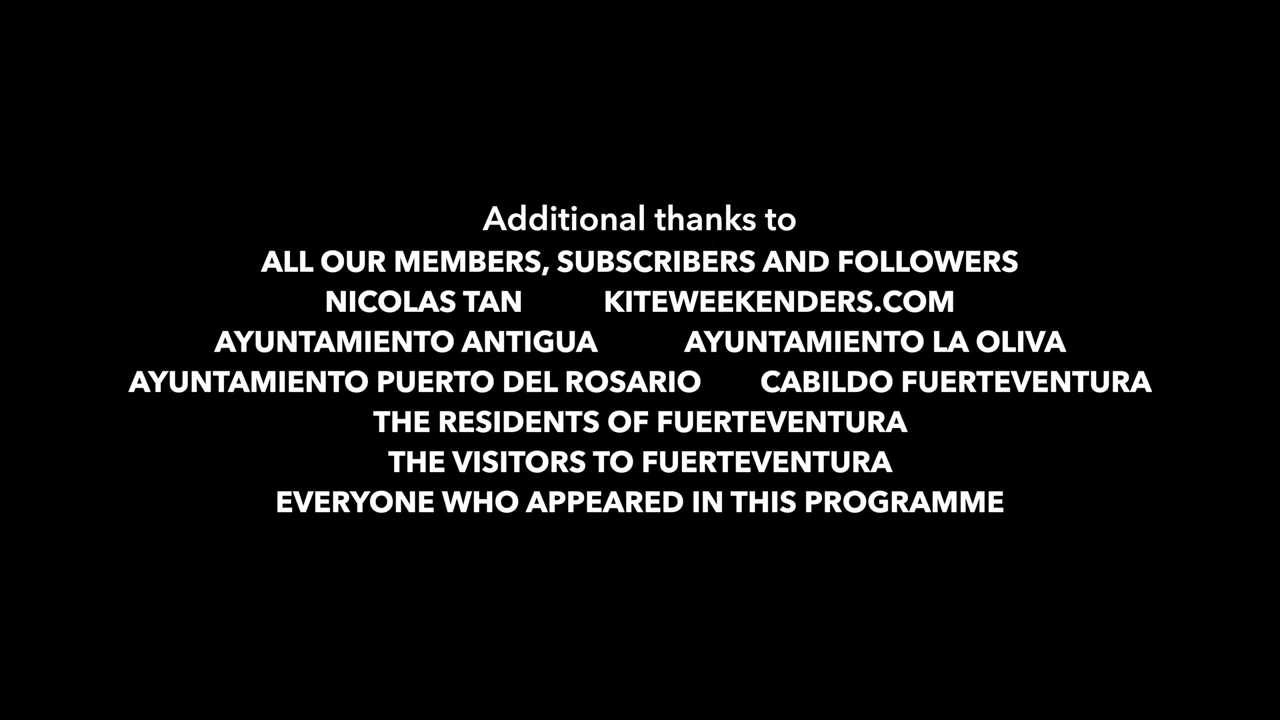 Additional thanks to
ALL OUR MEMBERS, SUBSCRIBERS AND FOLLOWERS
NICOLAS TAN KITEWEEKENDERS.COM
AYUNTAMIENTO ANTIGUA AYUNTAMIENTO LA OLIVA
AYUNTAMIENTO PUERTO DEL ROSARIO CABILDO FUERTEVENTURA
THE RESIDENTS OF FUERTEVENTURA
THE VISITORS TO FUERTEVENTURA
EVERYONE WHO APPEARED IN THIS PROGRAMME